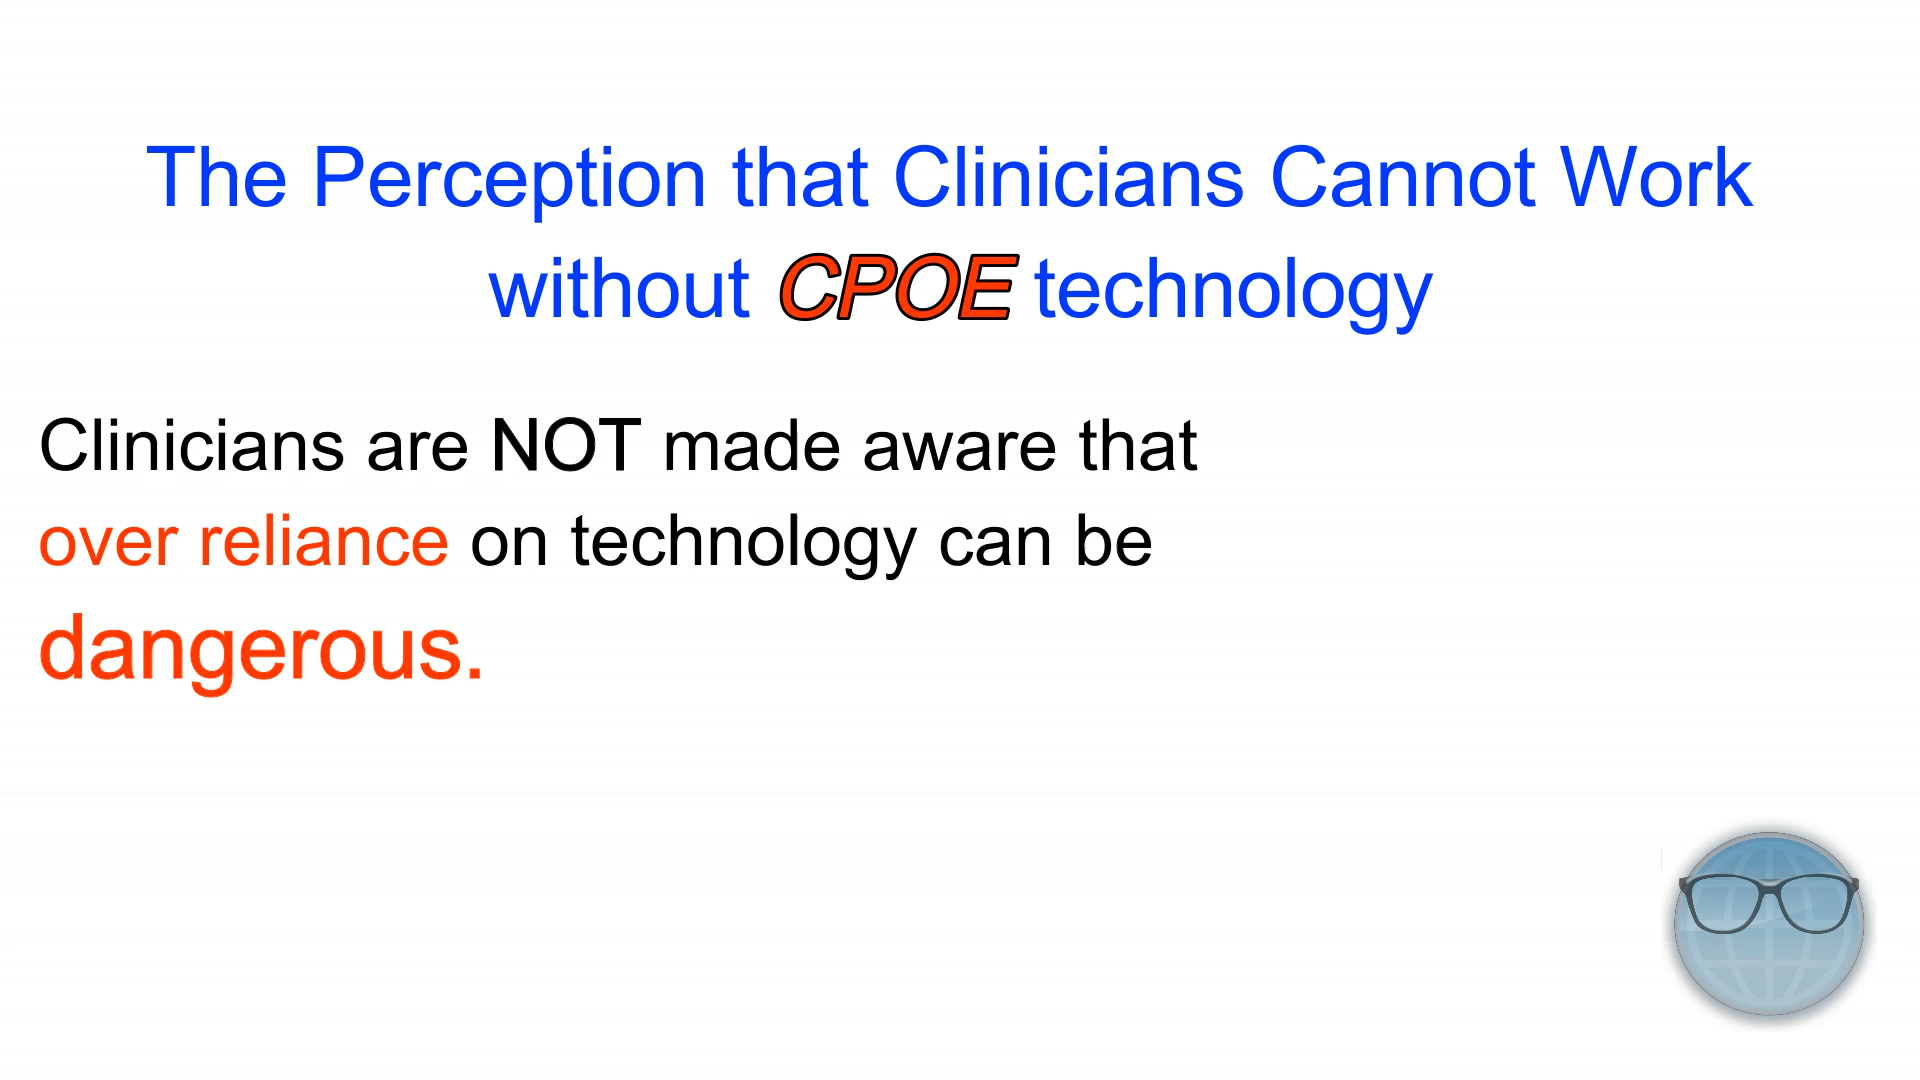 The Perception that Clinicians Cannot Work
without CPOE technology
Clinicians are NOT made aware that
over reliance on technology can be
dangerous.